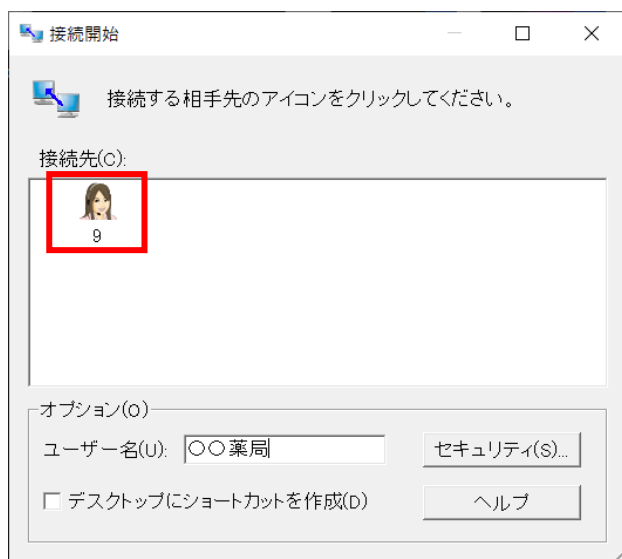 接続開始
接続する相手先のアイコンをクリックしてください。
接続先(C):
9
オプション(O)
ユーザー名(U): 〇〇薬局
セキュリティ(S)...
デスクトップにショートカットを作成(D)
ヘルプ